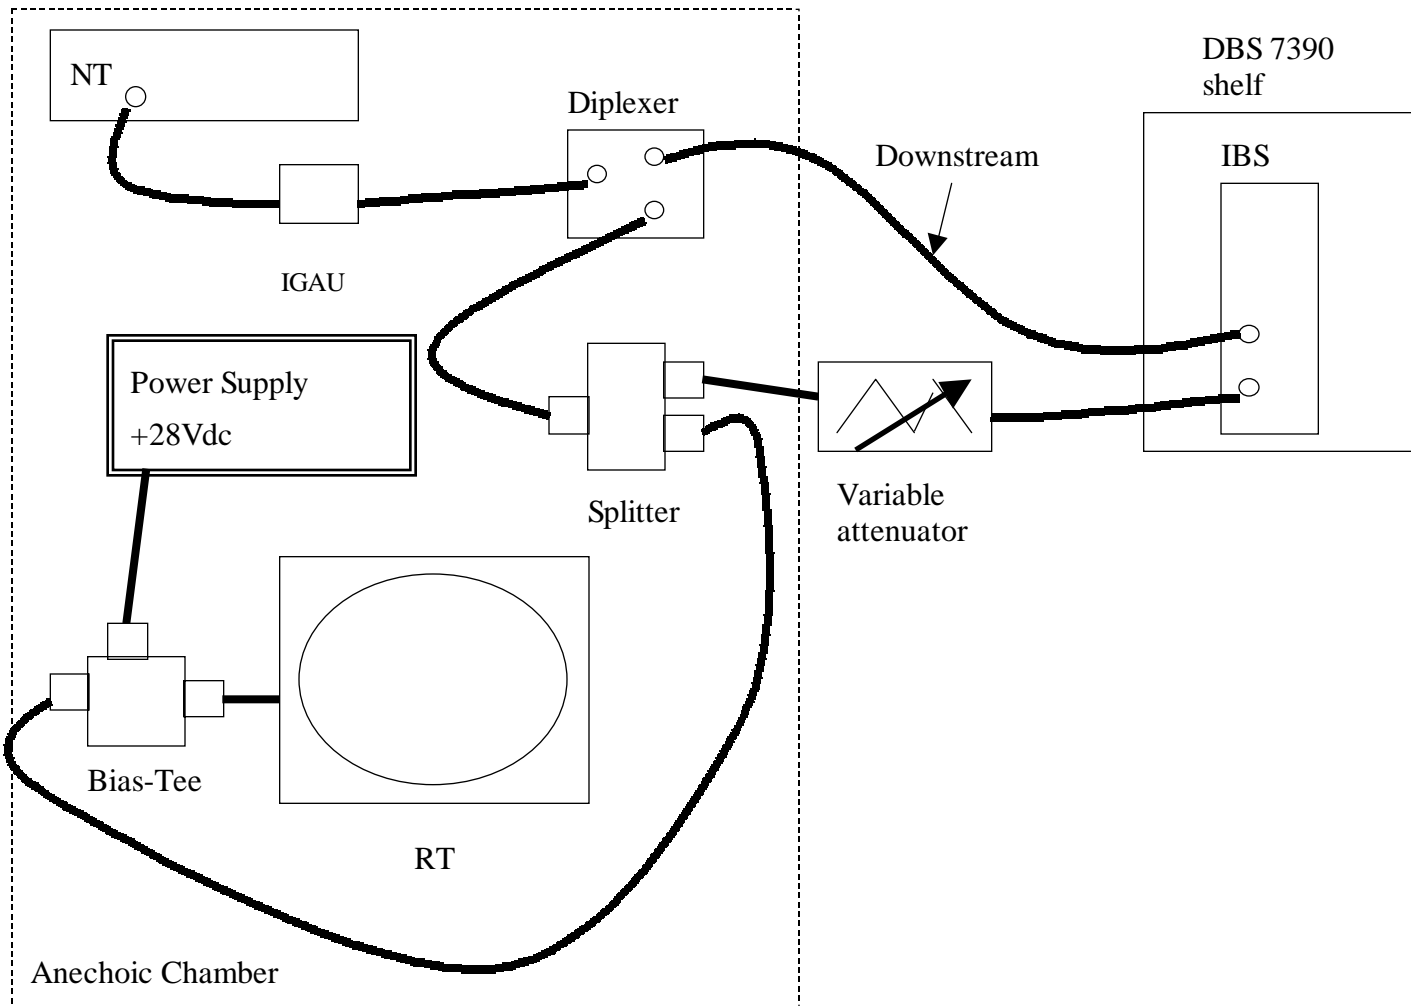 DBS 7390
shelf
NT
Diplexer
Downstream
IBS
IGAU
Power Supply
+28Vdc
Splitter
Variable
attenuator
Bias-Tee
RT
Anechoic Chamber